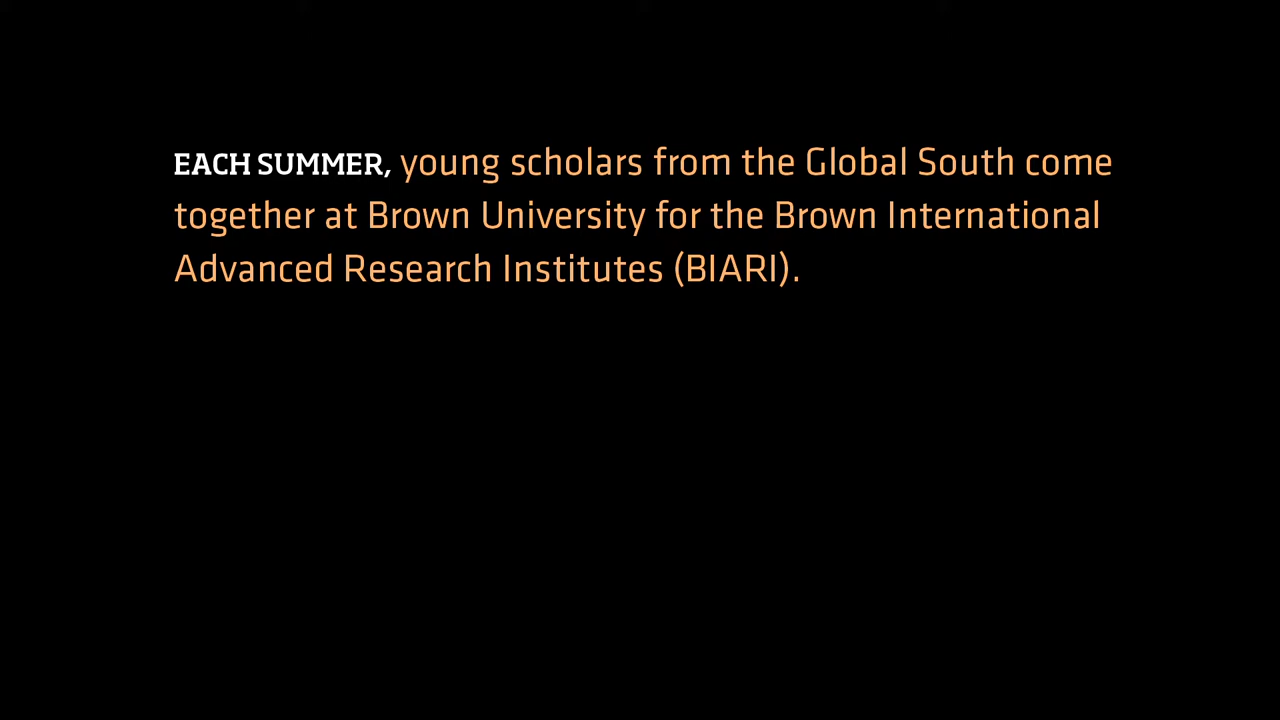 EACH SUMMER, young scholars from the Global South come
together at Brown University for the Brown International
Advanced Research Institutes (BIARI).